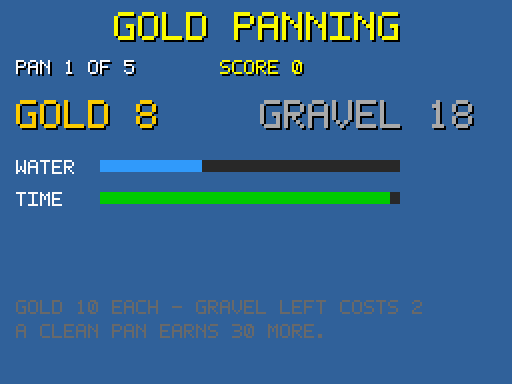 GOLD PANNING
PAN 1 OF 5 SCORE 0
GOLD 8 GRAVEL 18
WATER
TIME
GOLD 10 EACH - GRAVEL LEFT COSTS 2
A CLEAN PAN EARNS 30 MORE.